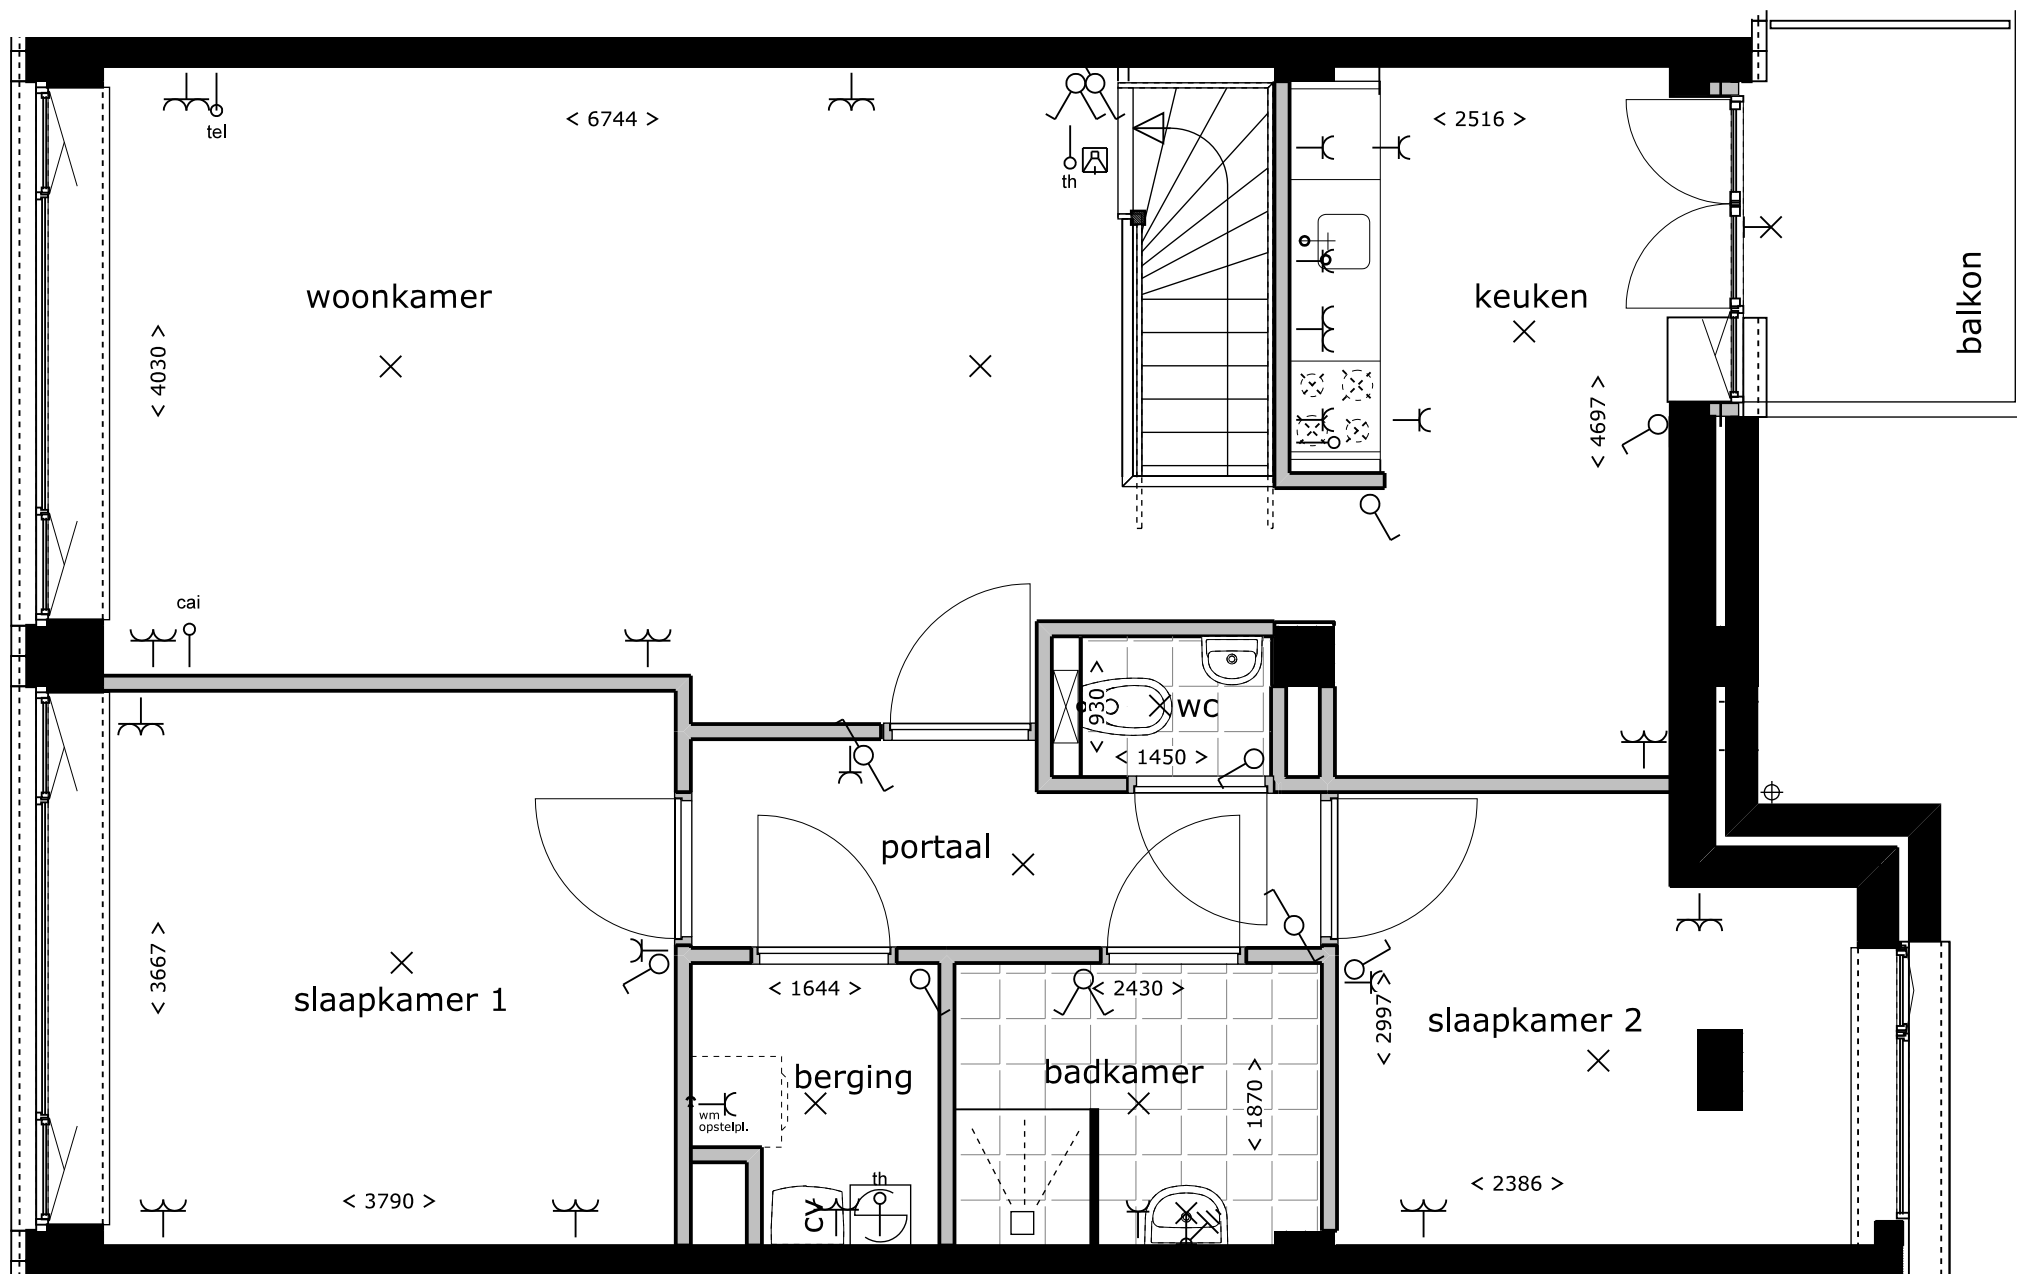 tel
< 6744 >
th
< 2516 >
woonkamer
keuken
balkon
< 4030 >
< 4697 >
cai
< 930 >
wc
< 1450 >
portaal
< 3667 >
slaapkamer 1
< 1644 >
< 2430 >
< 2997 >
slaapkamer 2
berging
badkamer
wm
opstelpl.
< 1870 >
th
cv
< 3790 >
< 2386 >